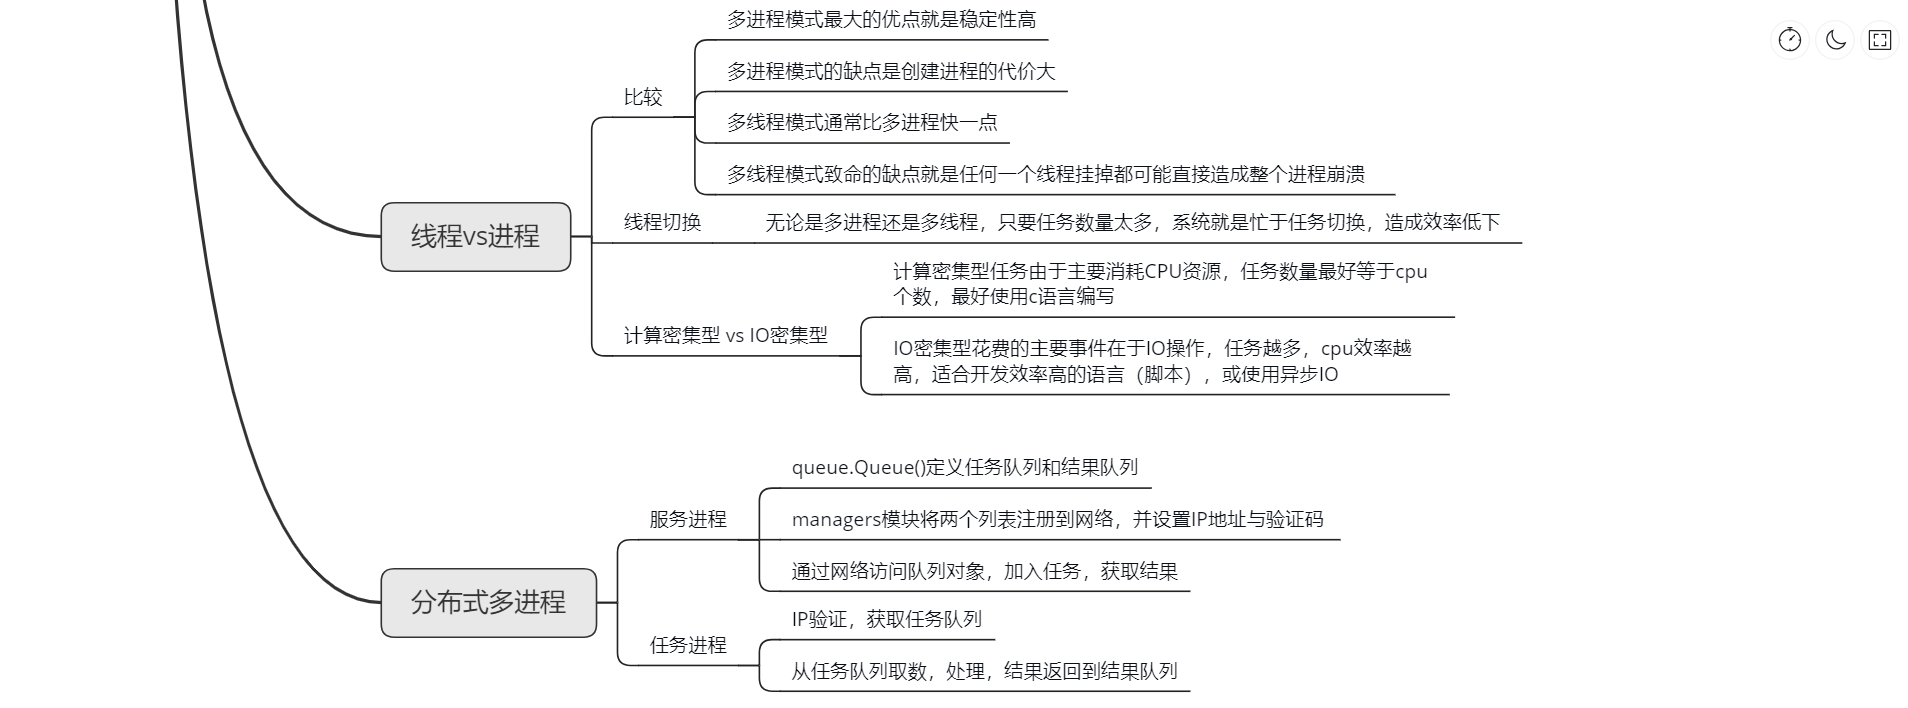 多进程模式最大的优点就是稳定性高
多进程模式的缺点是创建进程的代价大
比较
多线程模式通常比多进程快一点
多线程模式致命的缺点就是任何一个线程挂掉都可能直接造成整个进程崩溃
线程vs进程
线程切换
无论是多进程还是多线程，只要任务数量太多，系统就是忙于任务切换，造成效率低下
计算密集型 vs IO密集型
计算密集型任务由于主要消耗CPU资源，任务数量最好等于cpu
个数，最好使用c语言编写
IO密集型花费的主要事件在于IO操作，任务越多，cpu效率越
高，适合开发效率高的语言（脚本），或使用异步IO
分布式多进程
服务进程
queue.Queue()定义任务队列和结果队列
managers模块将两个列表注册到网络，并设置IP地址与验证码
通过网络访问队列对象，加入任务，获取结果
任务进程
IP验证，获取任务队列
从任务队列取数，处理，结果返回到结果队列